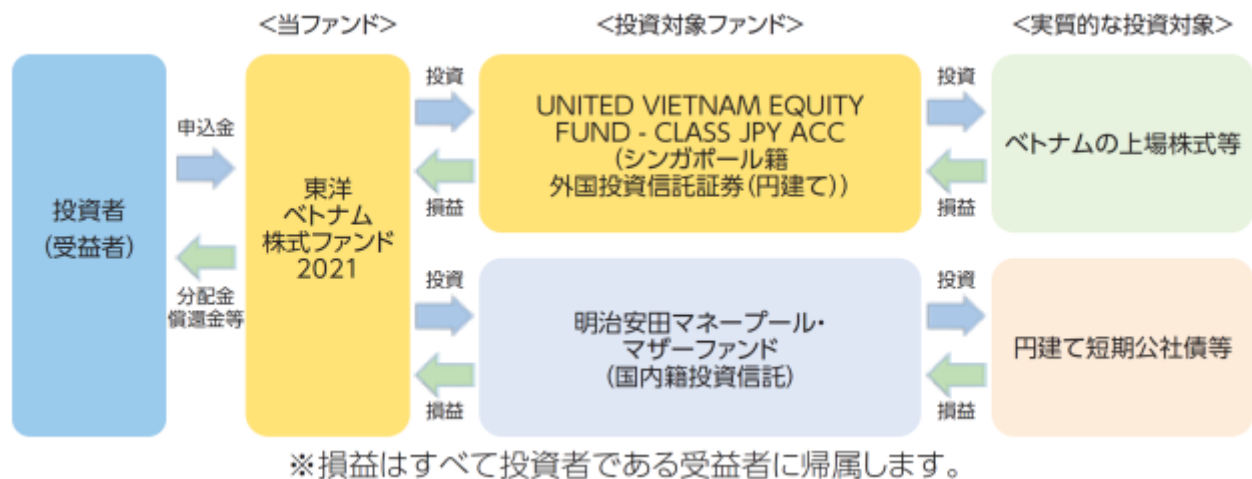 <当ファンド>
<投資対象ファンド>
<実質的な投資対象>
投資者
(受益者)
申込金
分配金
償還金等
東洋
ベトナム
株式ファンド
2021
投資
損益
UNITED VIETNAM EQUITY
FUND - CLASS JPY ACC
(シンガポール籍
外国投資信託証券(円建て))
投資
損益
ベトナムの上場株式等
投資
損益
明治安田マネープール・
マザーファンド
(国内籍投資信託)
投資
損益
円建て短期公社債等
※損益はすべて投資者である受益者に帰属します。